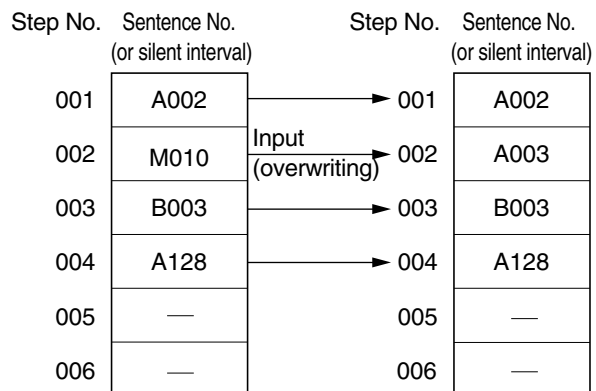 Step No. Sentence No. Step No. Sentence No.
(or silent interval) (or silent interval)
001 A002 001 A002
002 M010 Input (overwriting) 002 A003
003 B003 003 B003
004 A128 004 A128
005 — 005 —
006 — 006 —